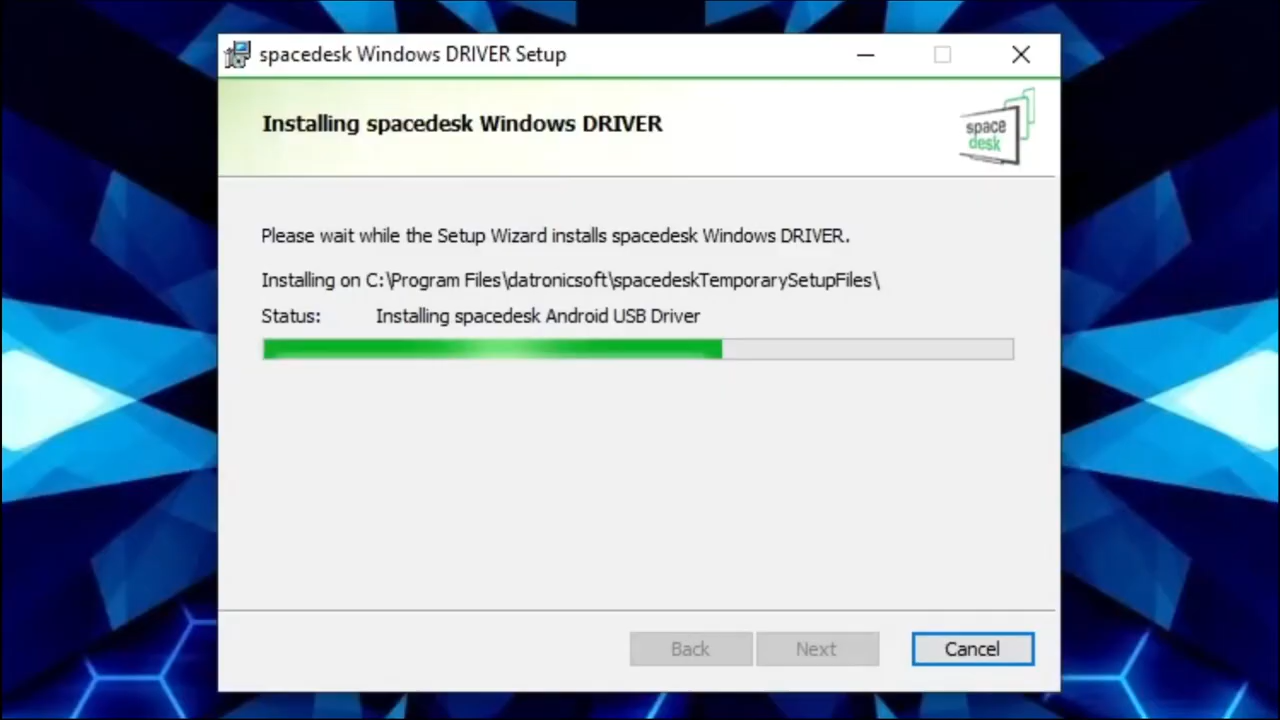 spacedesk Windows DRIVER Setup
Installing spacedesk Windows DRIVER
space
desk
Please wait while the Setup Wizard installs spacedesk Windows DRIVER.
Installing on C:\Program Files\datronicsoft\spacedeskTemporarySetupFiles\
Status: Installing spacedesk Android USB Driver
Back Next Cancel